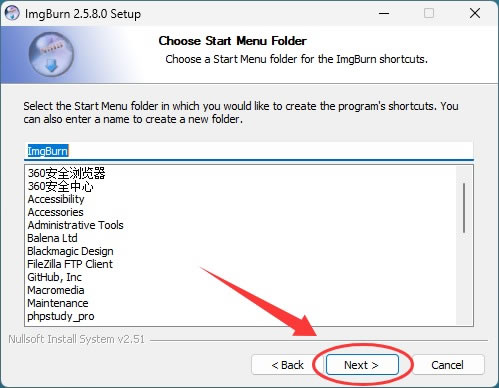 ImgBurn 2.5.8.0 Setup
Choose Start Menu Folder
Choose a Start Menu folder for the ImgBurn shortcuts.
Select the Start Menu folder in which you would like to create the program's shortcuts. You
can also enter a name to create a new folder.
ImgBurn
360安全浏览器
360安全中心
Accessibility
Accessories
Administrative Tools
Balena Ltd
Blackmagic Design
FileZilla FTP Client
GitHub, Inc
Macromedia
Maintenance
phpstudy_pro
Nullsoft Install System v2.51
< Back
Next >
Cancel